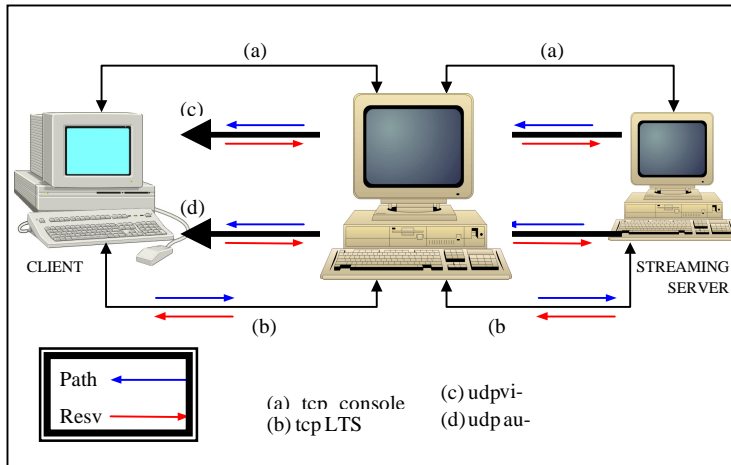 (a) (a)
(c)
(d)
CLIENT
STREAMING
SERVER
(b) (b
Path
Resv
(a) tcp console
(b) tcp LTS
(c) udpvi-
(d) udp au-